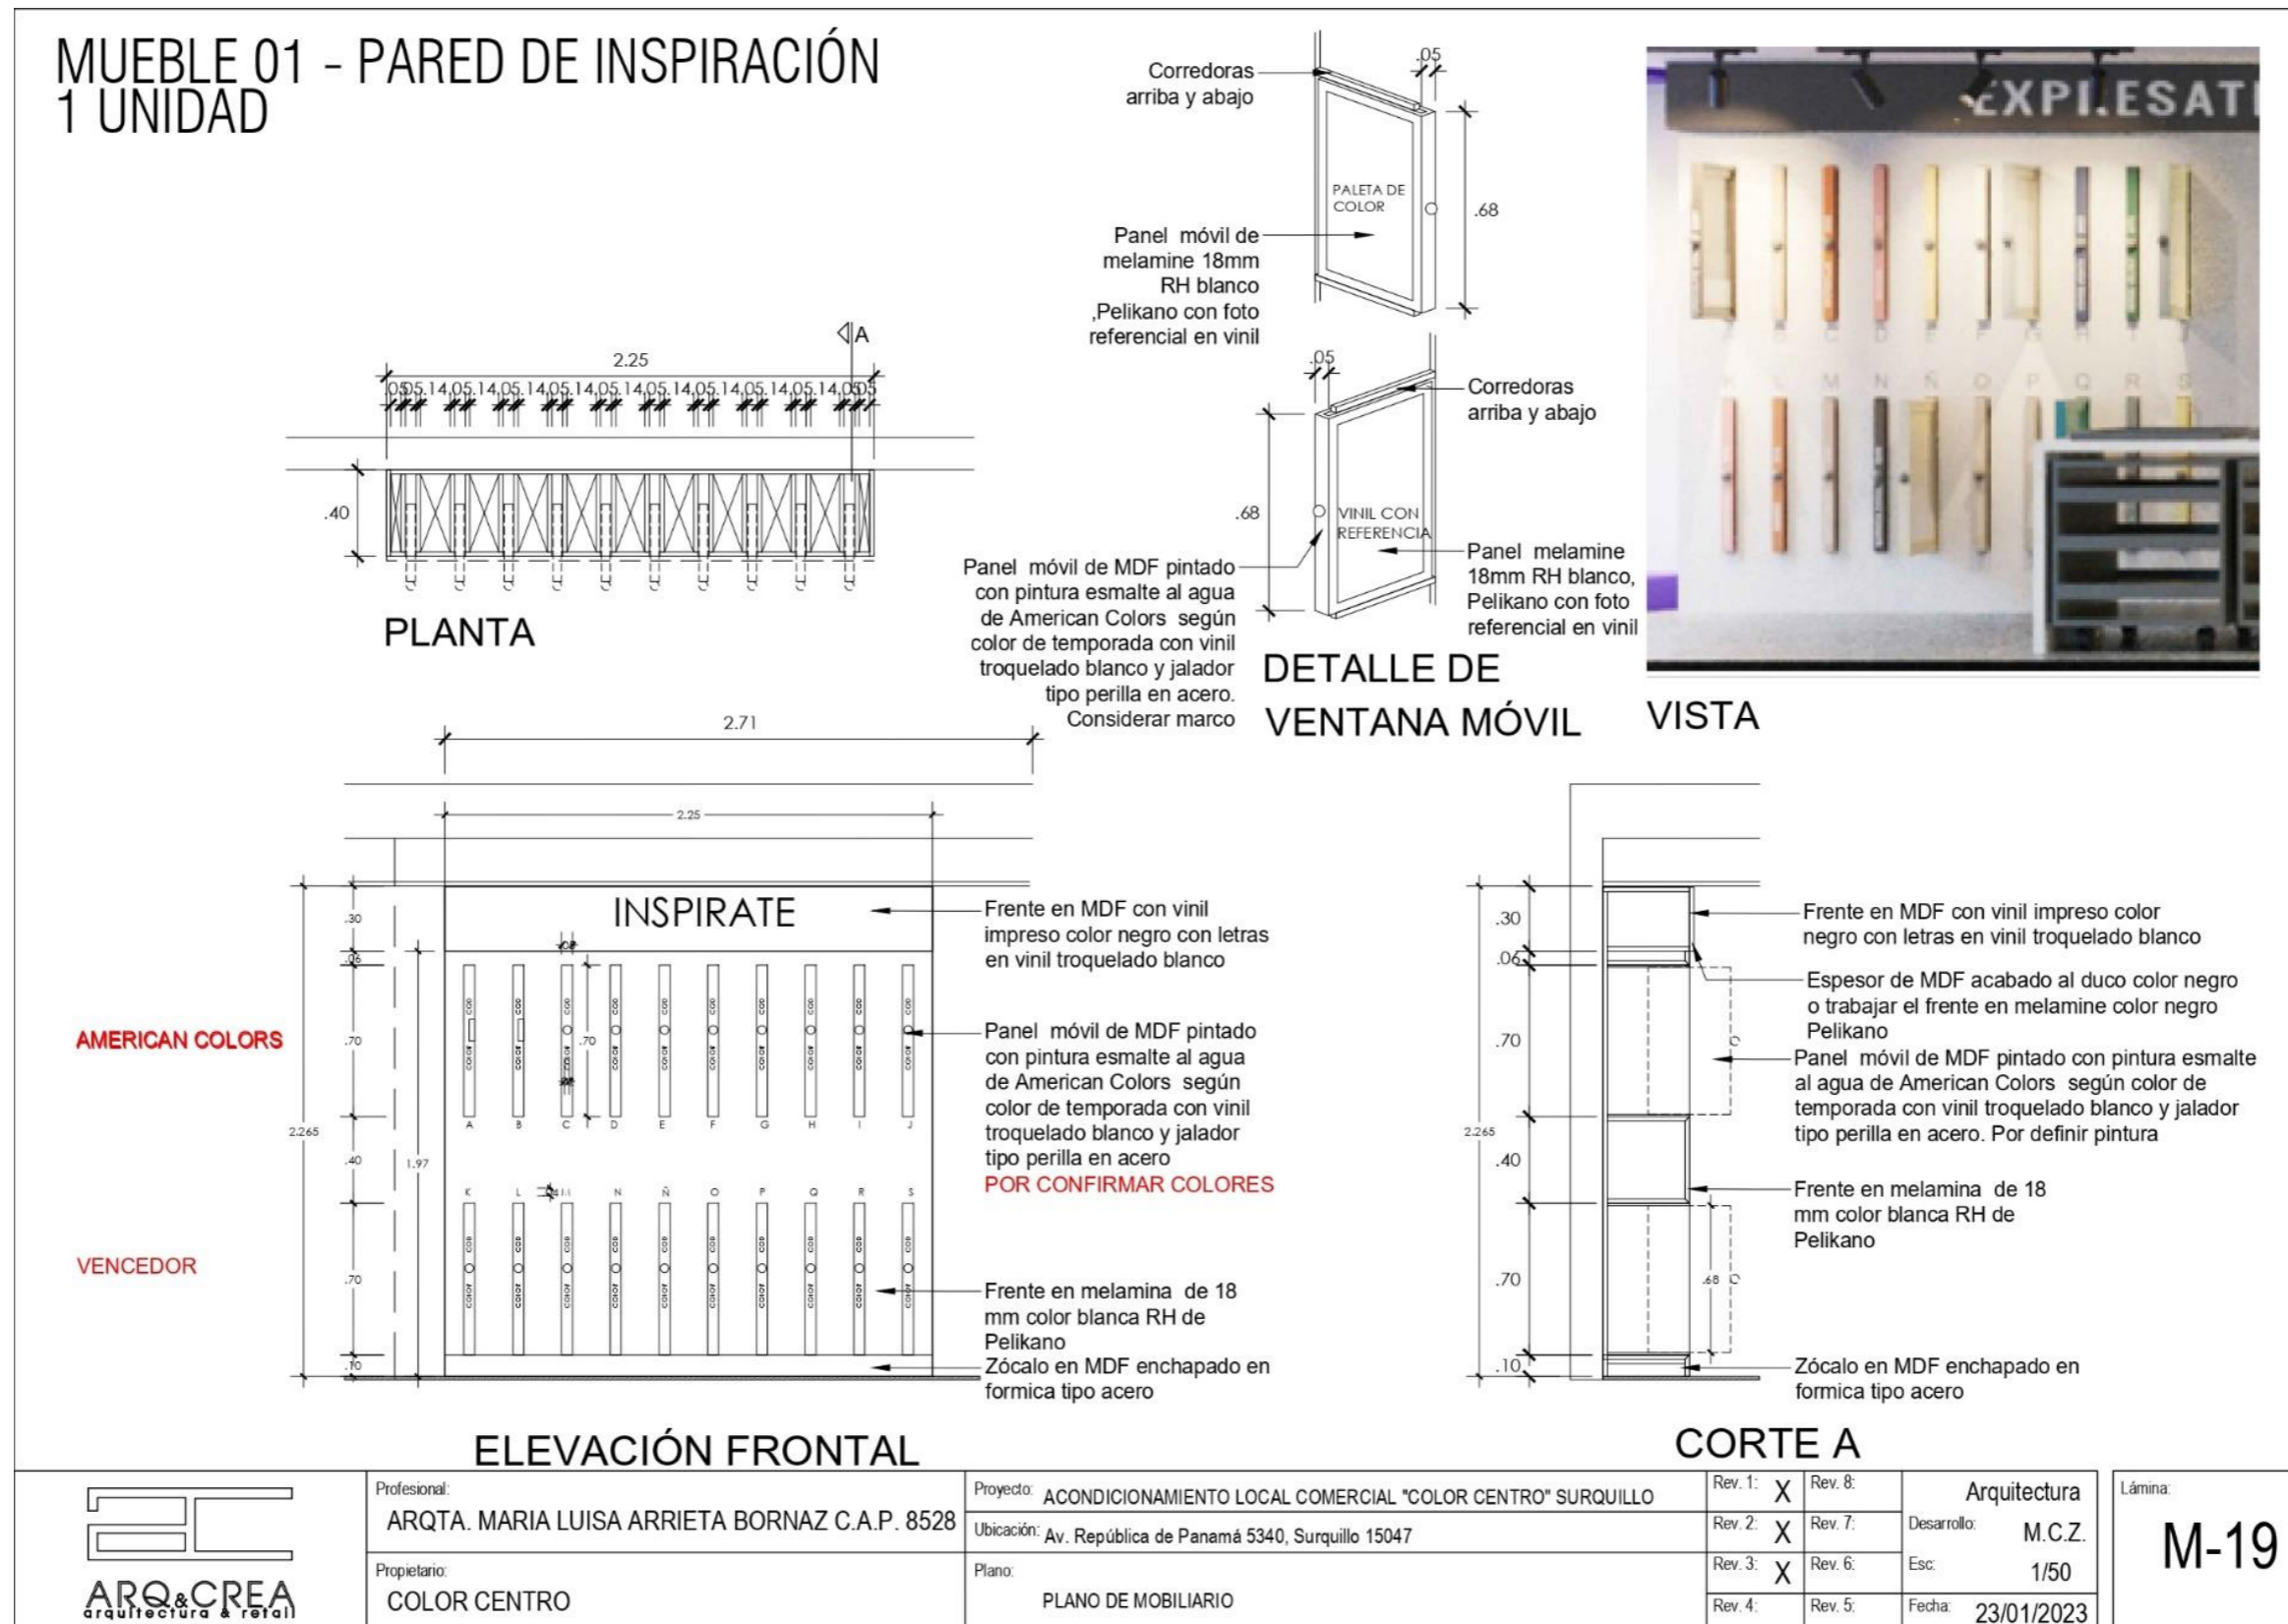 MUEBLE 01 - PARED DE INSPIRACIÓN
1 UNIDAD
Corredoras
arriba y abajo
.05
PALETA DE
COLOR
.68
Panel móvil de
melamine 18mm
RH blanco
,Pelikano con foto
referencial en vinil
.05
Corredoras
arriba y abajo
.68
VINIL CON
REFERENCIA
Panel móvil de MDF pintado
con pintura esmalte al agua
de American Colors según
color de temporada con vinil
troquelado blanco y jalador
tipo perilla en acero.
Considerar marco
Panel melamine
18mm RH blanco,
Pelikano con foto
referencial en vinil
DETALLE DE
VENTANA MÓVIL
K L M N Ñ O P Q R S
VISTA
A
2.25
.05.05.14.05.14.05.14.05.14.05.14.05.14.05.14.05.14.05.14.05.05
.40
PLANTA
2.71
2.25
INSPIRATE
.30
.06
.70
.40
.70
.10
2.265
1.97
.70
COLOR COD
A B C D E F G H I J
K L M N Ñ O P Q R S
COLOR COD
AMERICAN COLORS
VENCEDOR
Frente en MDF con vinil
impreso color negro con letras
en vinil troquelado blanco
Panel móvil de MDF pintado
con pintura esmalte al agua
de American Colors según
color de temporada con vinil
troquelado blanco y jalador
tipo perilla en acero
POR CONFIRMAR COLORES
Frente en melamina de 18
mm color blanca RH de
Pelikano
Zócalo en MDF enchapado en
formica tipo acero
ELEVACIÓN FRONTAL
.30
.06
.70
2.265
.40
.70
.68
.10
Frente en MDF con vinil impreso color
negro con letras en vinil troquelado blanco
Espesor de MDF acabado al duco color negro
o trabajar el frente en melamine color negro
Pelikano
Panel móvil de MDF pintado con pintura esmalte
al agua de American Colors según color de
temporada con vinil troquelado blanco y jalador
tipo perilla en acero. Por definir pintura
Frente en melamina de 18
mm color blanca RH de
Pelikano
Zócalo en MDF enchapado en
formica tipo acero
CORTE A
ARQ&CREA
arquitectura & retail
Profesional:
ARQTA. MARIA LUISA ARRIETA BORNAZ C.A.P. 8528
Propietario:
COLOR CENTRO
Proyecto: ACONDICIONAMIENTO LOCAL COMERCIAL "COLOR CENTRO" SURQUILLO
Ubicación: Av. República de Panamá 5340, Surquillo 15047
Plano:
PLANO DE MOBILIARIO
Rev. 1: X Rev. 8:
Rev. 2: X Rev. 7:
Rev. 3: X Rev. 6:
Rev. 4: Rev. 5:
Arquitectura
Desarrollo: M.C.Z.
Esc: 1/50
Fecha: 23/01/2023
Lámina:
M-19